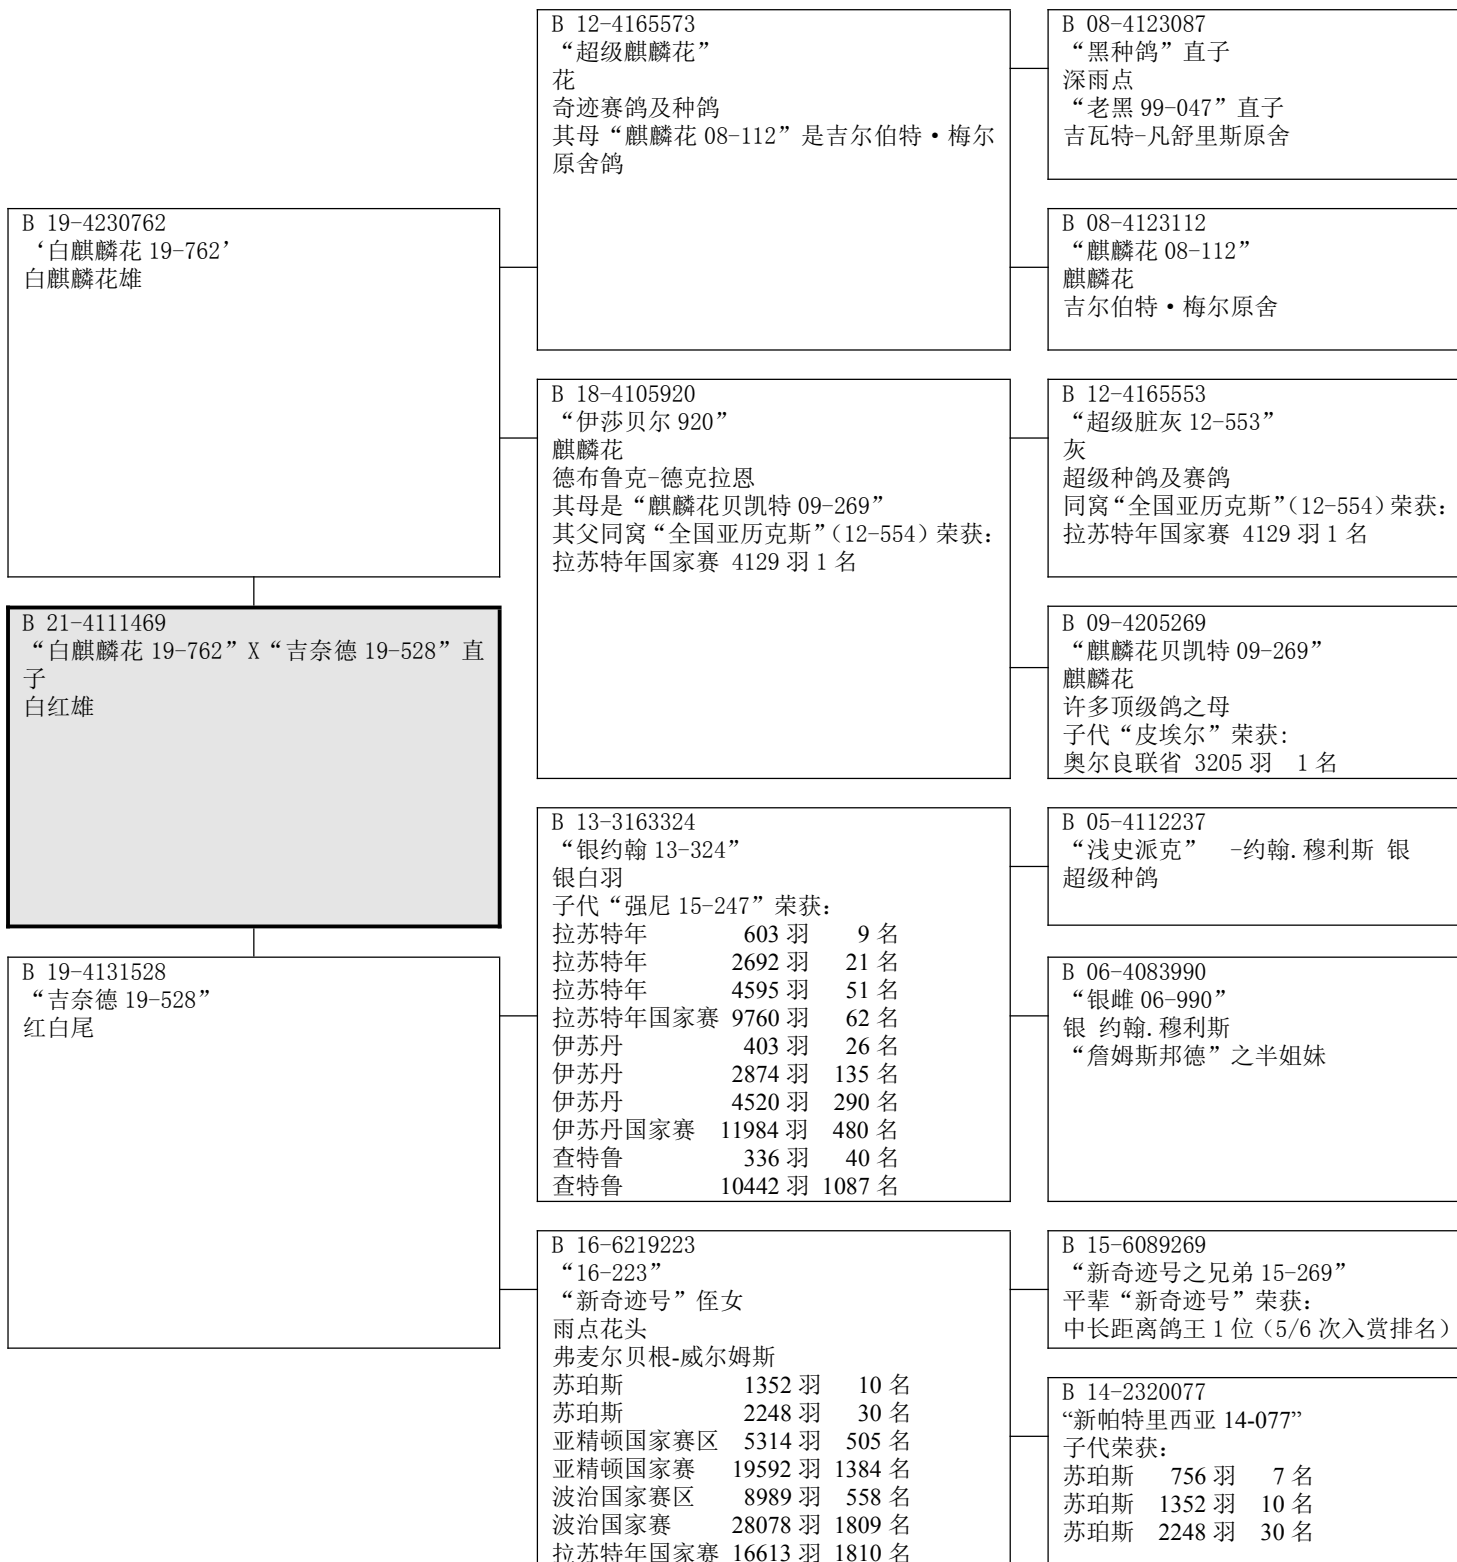 B 19-4230762
‘白麒麟花 19-762’
白麒麟花雄
B 21-4111469
“白麒麟花 19-762”X“吉奈德 19-528”直
子
白红雄
B 19-4131528
“吉奈德 19-528”
红白尾
B 12-4165573
“超级麒麟花”
花
奇迹赛鸽及种鸽
其母“麒麟花 08-112”是吉尔伯特·梅尔
原舍鸽
B 18-4105920
“伊莎贝尔 920”
麒麟花
德布鲁克-德克拉恩
其母是“麒麟花贝凯特 09-269”
其父同窝“全国亚历克斯”（12-554）荣获：
拉苏特年国家赛 4129 羽 1 名
B 13-3163324
“银约翰 13-324”
银白羽
子代“强尼 15-247”荣获：
拉苏特年 603 羽 9 名
拉苏特年 2692 羽 21 名
拉苏特年 4595 羽 51 名
拉苏特年国家赛 9760 羽 62 名
伊苏丹 403 羽 26 名
伊苏丹 2874 羽 135 名
伊苏丹 4520 羽 290 名
伊苏丹国家赛 11984 羽 480 名
查特鲁 336 羽 40 名
查特鲁 10442 羽 1087 名
B 16-6219223
“16-223”
“新奇迹号”侄女
雨点花头
弗麦尔贝根-威尔姆斯
苏珀斯 1352 羽 10 名
苏珀斯 2248 羽 30 名
亚精顿国家赛区 5314 羽 505 名
亚精顿国家赛 19592 羽 1384 名
波治国家赛区 8989 羽 558 名
波治国家赛 28078 羽 1809 名
拉苏特年国家赛 16613 羽 1810 名
B 08-4123087
“黑种鸽”直子
深雨点
“老黑 99-047”直子
吉瓦特-凡舒里斯原舍
B 08-4123112
“麒麟花 08-112”
麒麟花
吉尔伯特·梅尔原舍
B 12-4165553
“超级脏灰 12-553”
灰
超级种鸽及赛鸽
同窝“全国亚历克斯”（12-554）荣获：
拉苏特年国家赛 4129 羽 1 名
B 09-4205269
“麒麟花贝凯特 09-269”
麒麟花
许多顶级鸽之母
子代“皮埃尔”荣获：
奥尔良联省 3205 羽 1 名
B 05-4112237
“浅史派克” -约翰.穆利斯 银
超级种鸽
B 06-4083990
“银雌 06-990”
银 约翰.穆利斯
“詹姆斯邦德”之半姐妹
B 15-6089269
“新奇迹号之兄弟 15-269”
平辈“新奇迹号”荣获：
中长距离鸽王 1 位（5/6 次入赏排名）
B 14-2320077
“新帕特里西亚 14-077”
子代荣获：
苏珀斯 756 羽 7 名
苏珀斯 1352 羽 10 名
苏珀斯 2248 羽 30 名